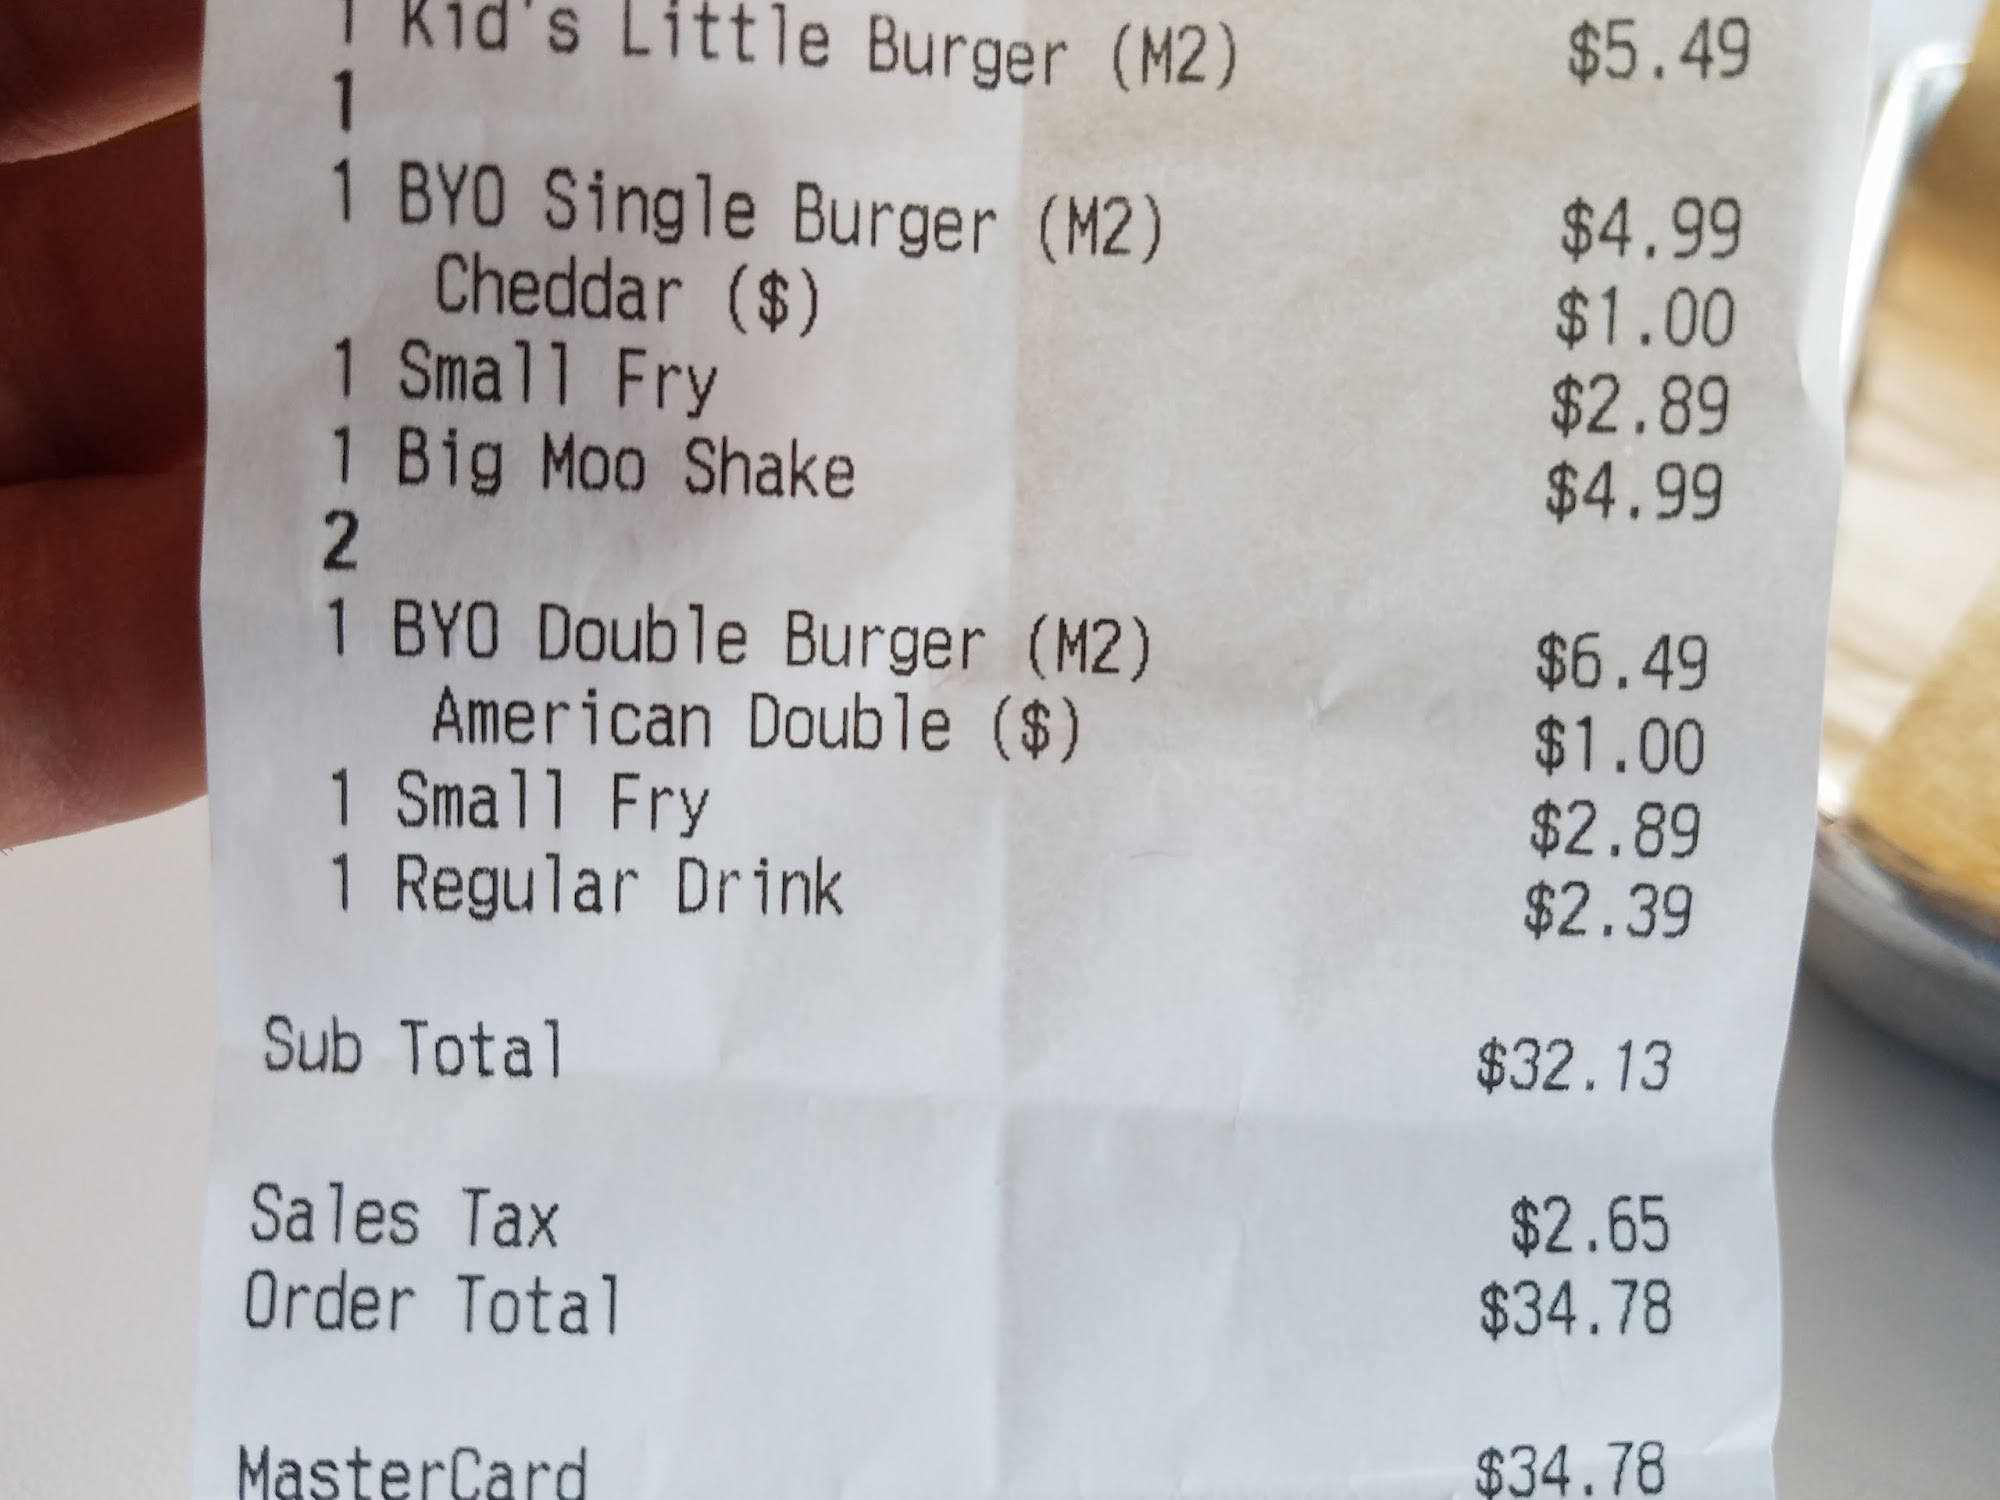 1 Kid's Little Burger (M2) $5.49
1
1 BYO Single Burger (M2) $4.99
Cheddar ($) $1.00
1 Small Fry $2.89
1 Big Moo Shake $4.99
2
1 BYO Double Burger (M2) $6.49
American Double ($) $1.00
1 Small Fry $2.89
1 Regular Drink $2.39
Sub Total $32.13
Sales Tax $2.65
Order Total $34.78
MasterCard $34.78